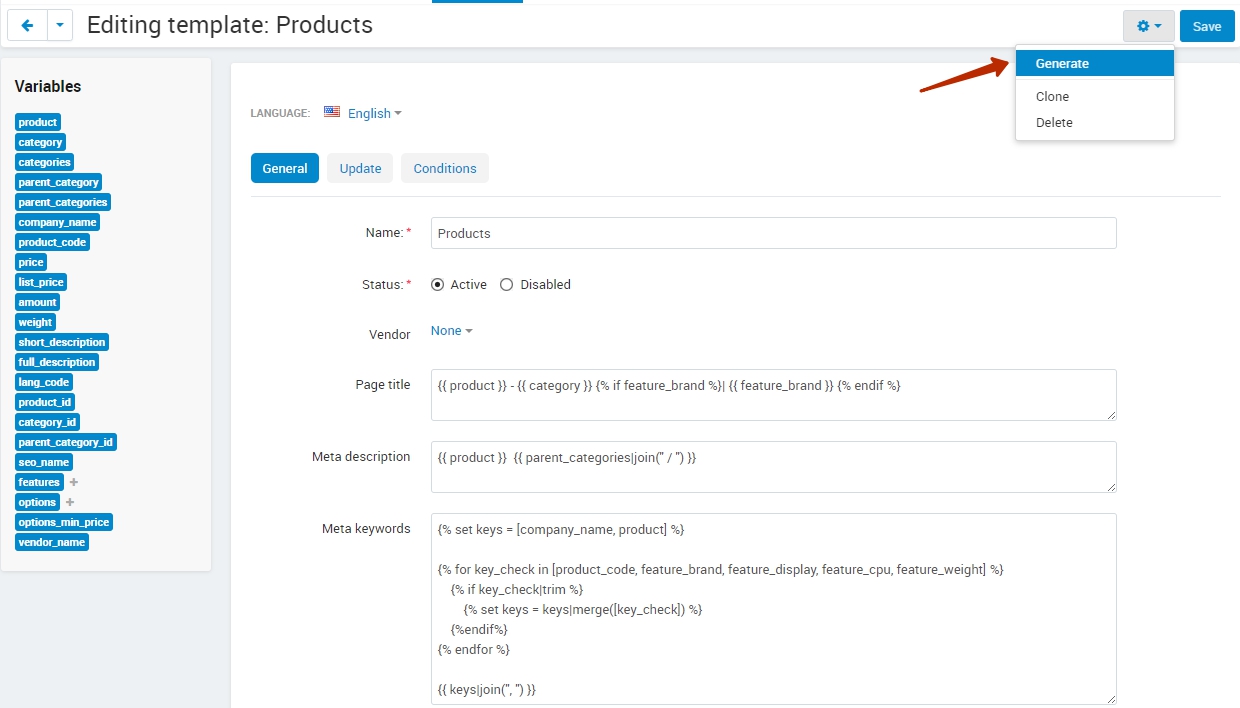 Editing template: Products
Save
Generate
Clone
Delete
Variables
product
category
categories
parent_category
parent_categories
company_name
product_code
price
list_price
amount
weight
short_description
full_description
lang_code
product_id
category_id
parent_category_id
seo_name
features +
options +
options_min_price
vendor_name
LANGUAGE: English
General Update Conditions
Name: * Products
Status: * Active Disabled
Vendor None
Page title {{ product }} - {{ category }} {% if feature_brand %}| {{ feature_brand }} {% endif %}
Meta description {{ product }}  {{ parent_categories|join(" / ") }}
Meta keywords {% set keys = [company_name, product] %}
{% for key_check in [product_code, feature_brand, feature_display, feature_cpu, feature_weight] %}
{% if key_check|trim %}
{% set keys = keys|merge([key_check]) %}
{%endif%}
{% endfor %}
{{ keys|join(", ") }}